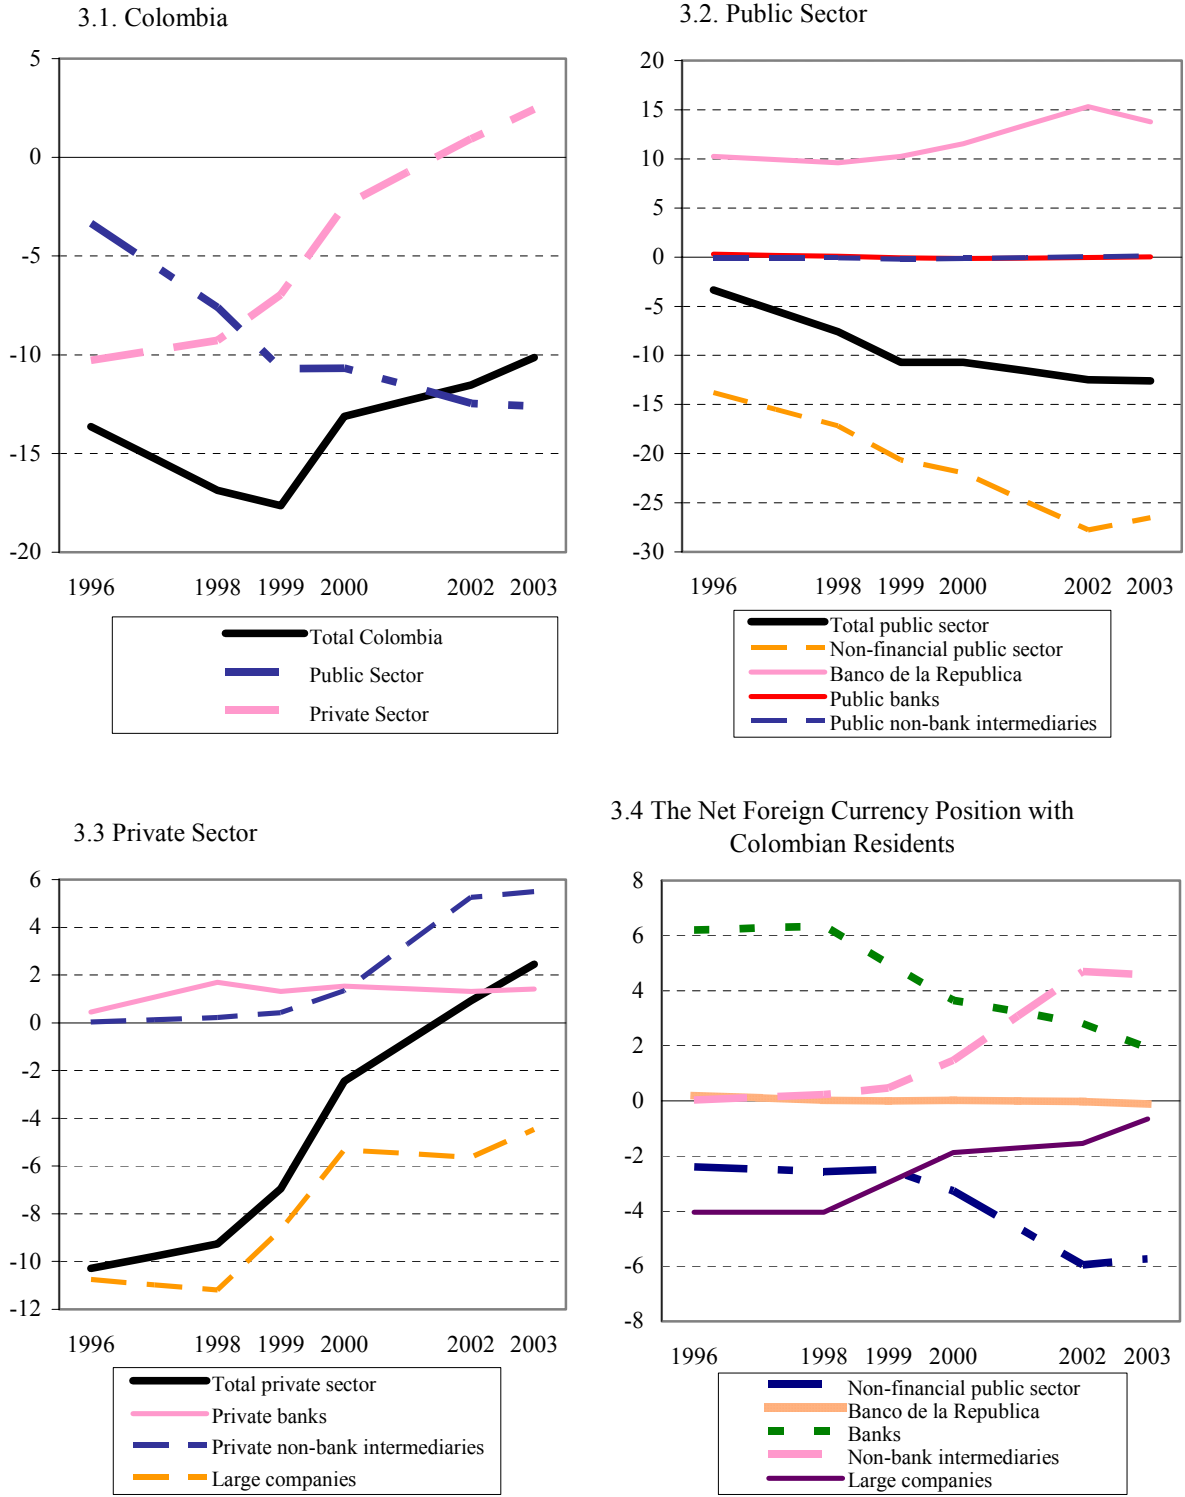 3.1. Colombia
5
0
-5
-10
-15
-20
1996 1998 1999 2000 2002 2003
Total Colombia
Public Sector
Private Sector
3.2. Public Sector
20
15
10
5
0
-5
-10
-15
-20
-25
-30
1996 1998 1999 2000 2002 2003
Total public sector
Non-financial public sector
Banco de la Republica
Public banks
Public non-bank intermediaries
3.3 Private Sector
6
4
2
0
-2
-4
-6
-8
-10
-12
1996 1998 1999 2000 2002 2003
Total private sector
Private banks
Private non-bank intermediaries
Large companies
3.4 The Net Foreign Currency Position with
Colombian Residents
8
6
4
2
0
-2
-4
-6
-8
1996 1998 1999 2000 2002 2003
Non-financial public sector
Banco de la Republica
Banks
Non-bank intermediaries
Large companies